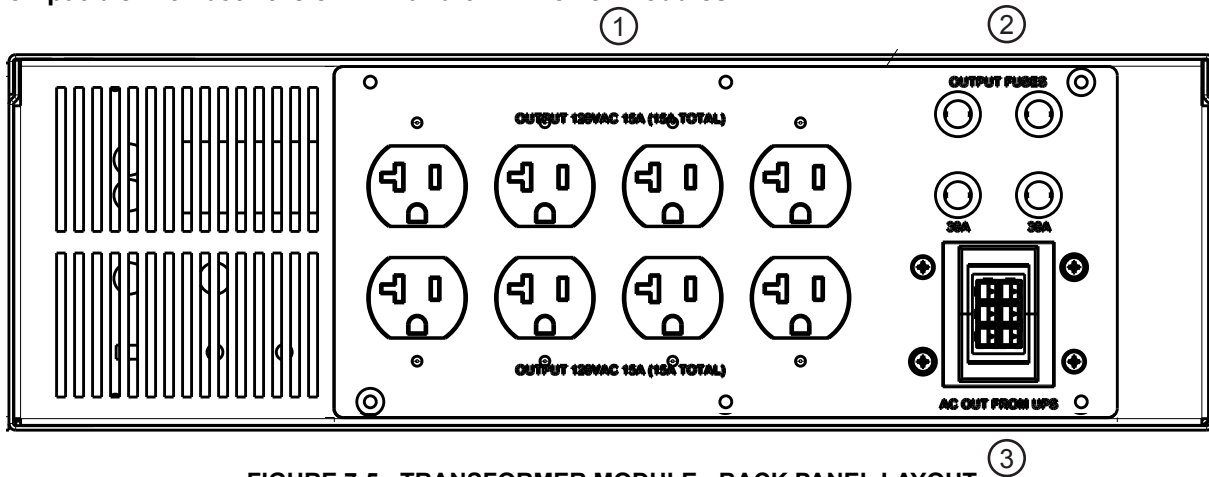 1
2
OUTPUT FUSES
OUTPUT 120VAC 15A (15A TOTAL)
30A 30A
OUTPUT 120VAC 15A (15A TOTAL)
AC OUT FROM UPS
3
FIGURE 7-5 - TRANSFORMER MODULE - BACK PANEL LAYOUT